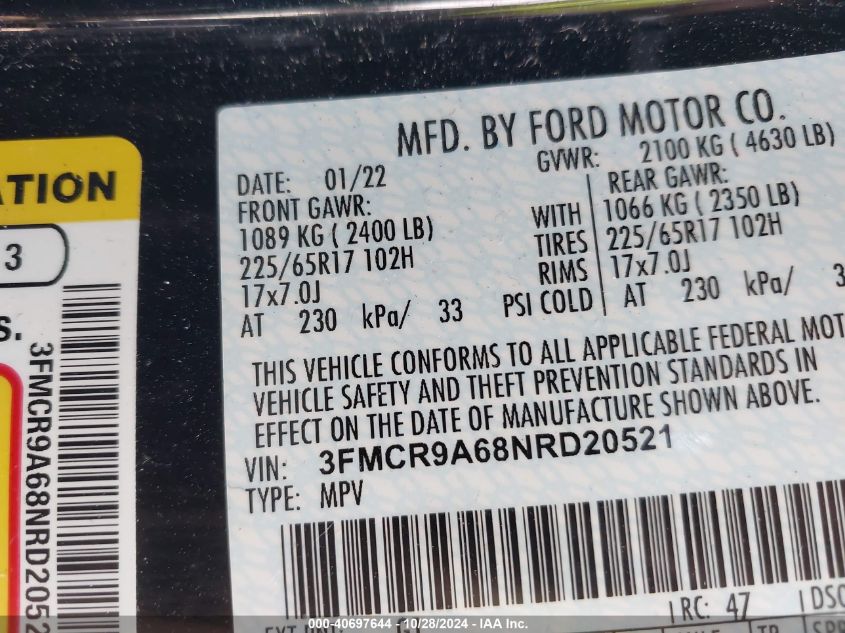 ATION
3
S.
3FMCR9A68NRD2052
MFD. BY FORD MOTOR CO.
DATE: 01/22 GVWR: 2100 KG ( 4630 LB)
FRONT GAWR: REAR GAWR:
1089 KG ( 2400 LB) WITH 1066 KG ( 2350 LB)
225/65R17 102H TIRES 225/65R17 102H
17x7.0J RIMS 17x7.0J
AT 230 kPa/ 33 PSI COLD AT 230 kPa/ 3
THIS VEHICLE CONFORMS TO ALL APPLICABLE FEDERAL MOT
VEHICLE SAFETY AND THEFT PREVENTION STANDARDS IN
EFFECT ON THE DATE OF MANUFACTURE SHOWN ABOVE.
VIN: 3FMCR9A68NRD20521
TYPE: MPV
RC: 47 DSO
000-40697644 - 10/28/2024 - IAA Inc.